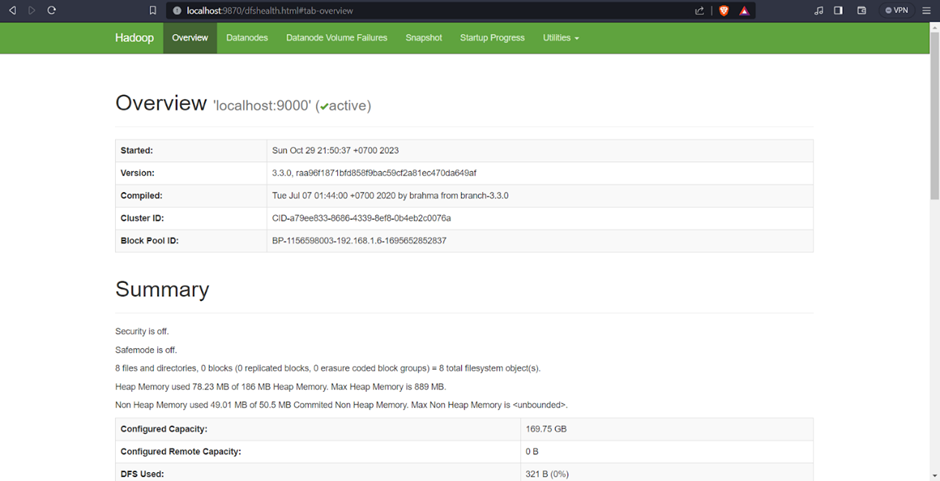 localhost:9870/dfshealth.html#tab-overview
VPN
Hadoop Overview Datanodes Datanode Volume Failures Snapshot Startup Progress Utilities
Overview 'localhost:9000' (✔active)
Started: Sun Oct 29 21:50:37 +0700 2023
Version: 3.3.0, raa96f1871bfd858f9bac59cf2a81ec470da649af
Compiled: Tue Jul 07 01:44:00 +0700 2020 by brahma from branch-3.3.0
Cluster ID: CID-a79ee833-8686-4339-8ef8-0b4eb2c0076a
Block Pool ID: BP-1156598003-192.168.1.6-1695652852837
Summary
Security is off.
Safemode is off.
8 files and directories, 0 blocks (0 replicated blocks, 0 erasure coded block groups) = 8 total filesystem object(s).
Heap Memory used 78.23 MB of 186 MB Heap Memory. Max Heap Memory is 889 MB.
Non Heap Memory used 49.01 MB of 50.5 MB Commited Non Heap Memory. Max Non Heap Memory is <unbounded>.
Configured Capacity: 169.75 GB
Configured Remote Capacity: 0 B
DFS Used: 321 B (0%)